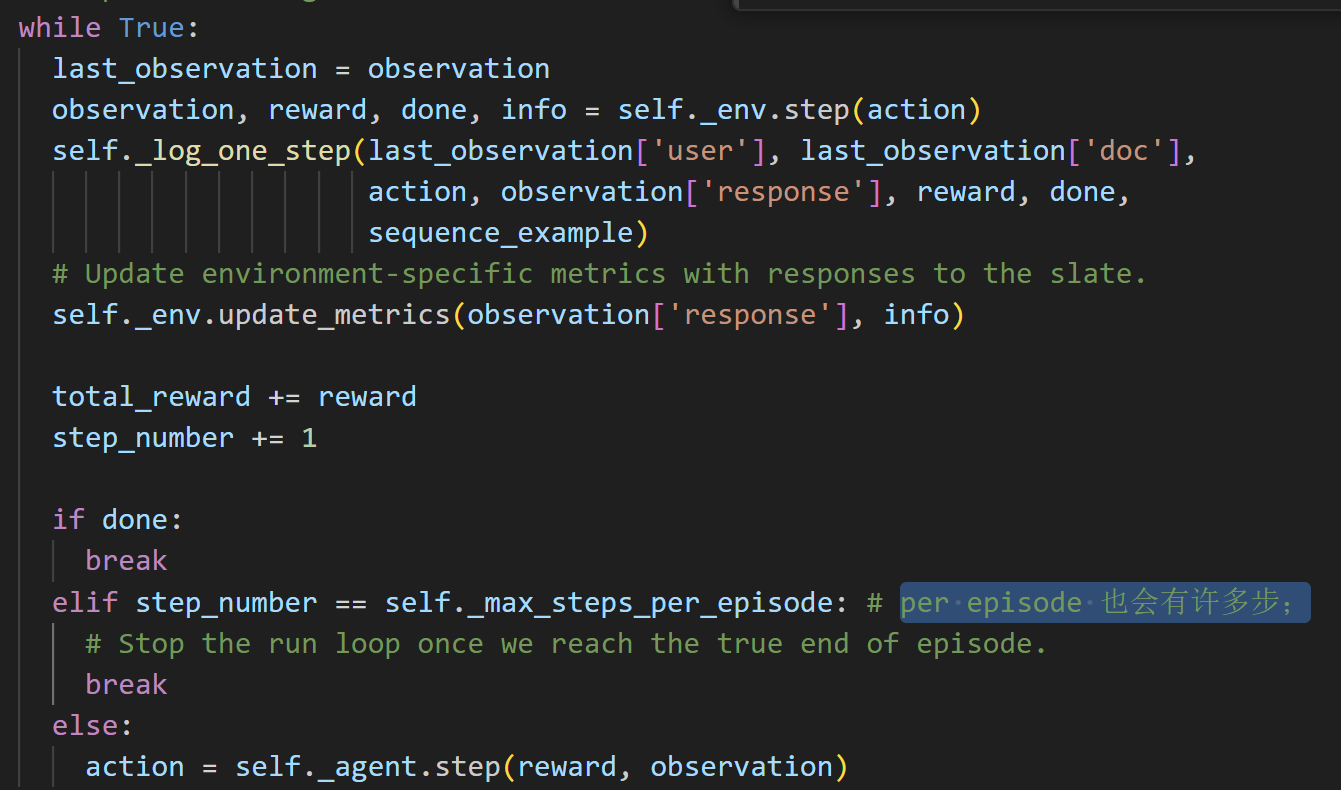 while True:
last_observation = observation
observation, reward, done, info = self._env.step(action)
self._log_one_step(last_observation['user'], last_observation['doc'],
action, observation['response'], reward, done,
sequence_example)
# Update environment-specific metrics with responses to the slate.
self._env.update_metrics(observation['response'], info)
total_reward += reward
step_number += 1
if done:
break
elif step_number == self._max_steps_per_episode: # per episode 也会有许多步;
# Stop the run loop once we reach the true end of episode.
break
else:
action = self._agent.step(reward, observation)